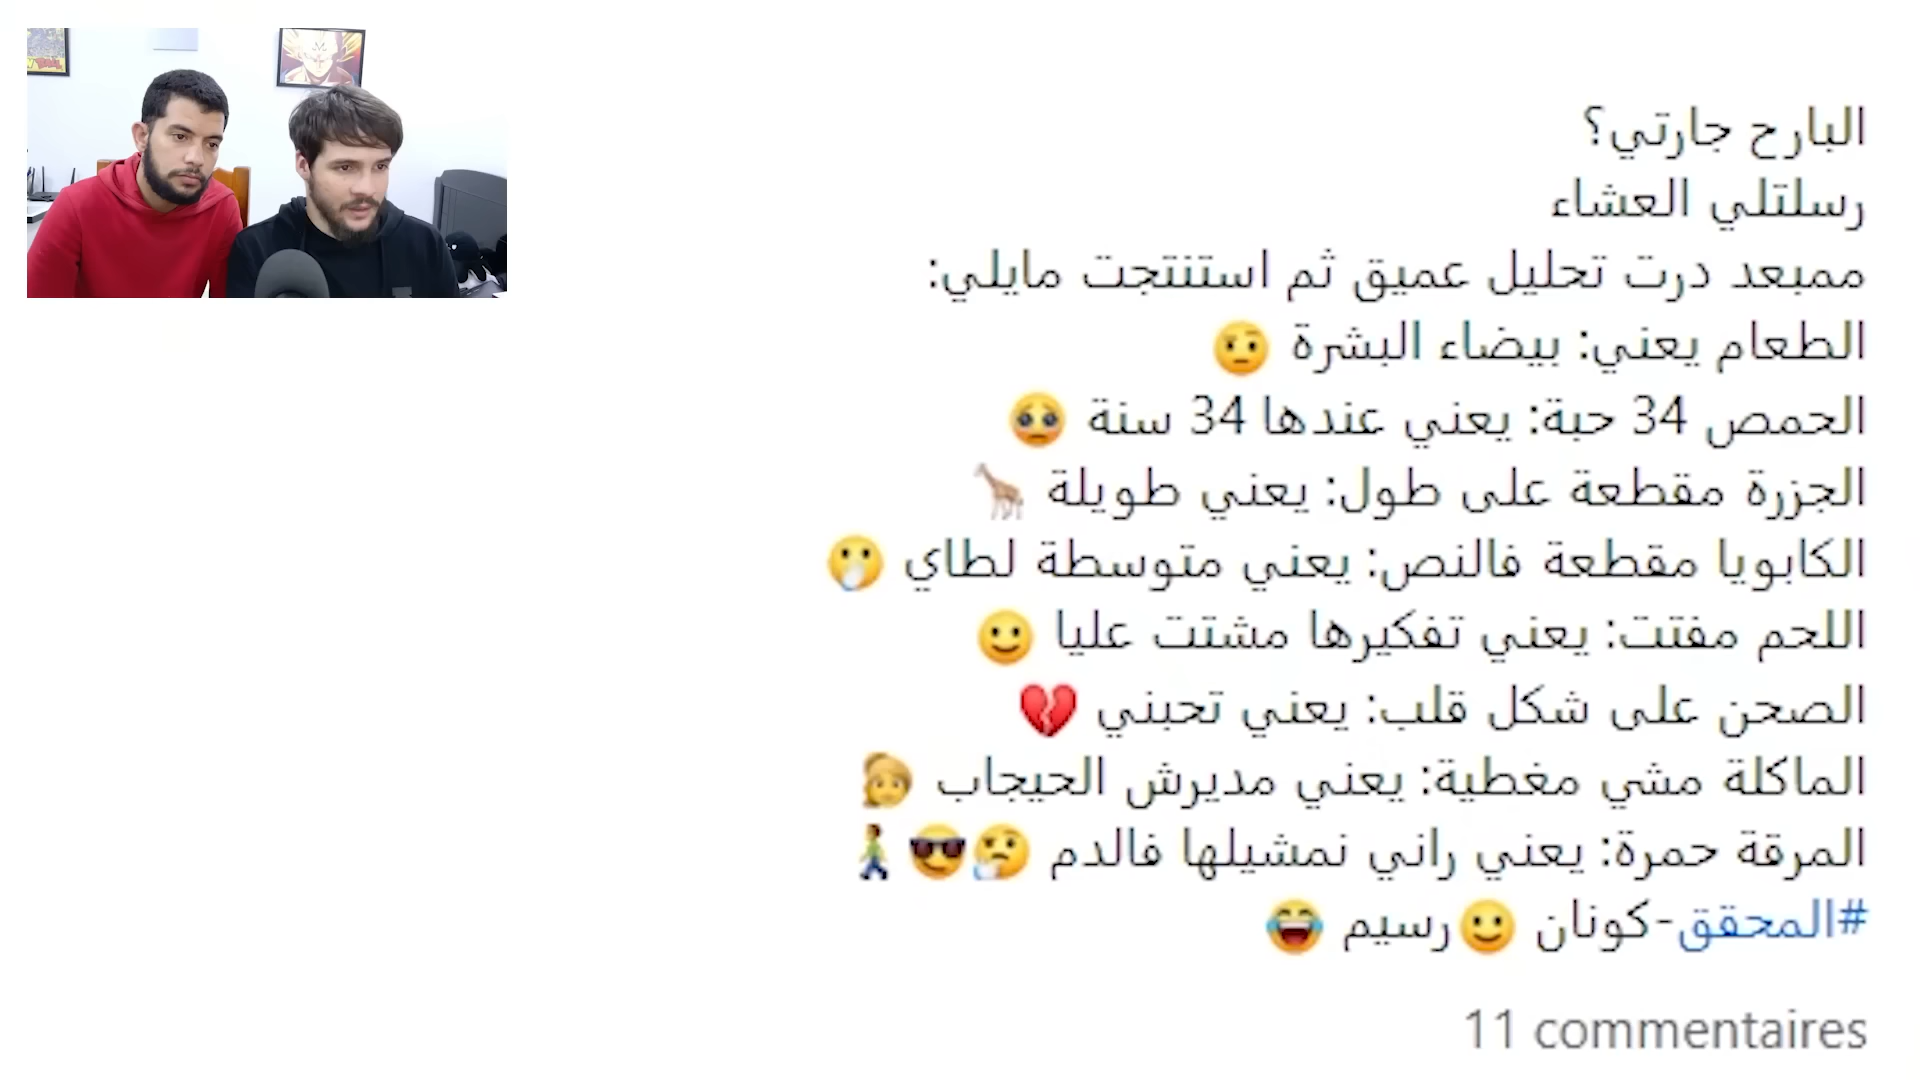 البارح جارتي؟
رسلتلي العشاء
ممبعد درت تحليل عميق ثم استنتجت مايلي:
الطعام يعني: بيضاء البشرة 🤨
الحمص 34 حبة: يعني عندها 34 سنة 🥺
الجزرة مقطعة على طول: يعني طويلة 🦒
الكابويا مقطعة فالنص: يعني متوسطة لطاي 🫢
اللحم مفتت: يعني تفكيرها مشتت عليا 🙂
الصحن على شكل قلب: يعني تحبني 💔
الماكلة مشي مغطية: يعني مديرش الحيجاب 🧏
المرقة حمرة: يعني راني نمشيلها فالدم 🤔😎🚶
#المحقق-كونان 🙂رسيم 😂
11 commentaires